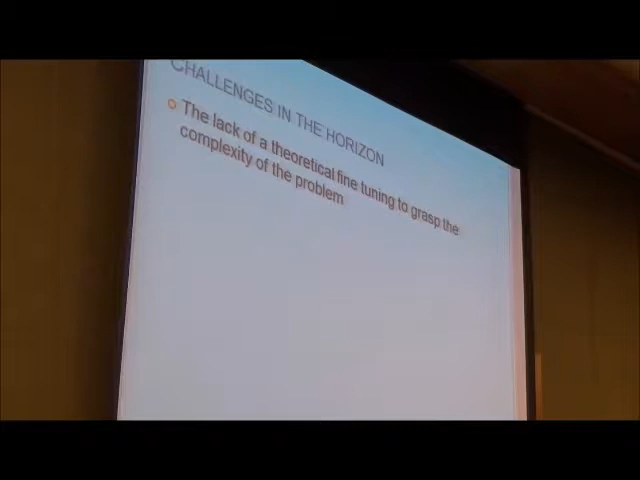 CHALLENGES IN THE HORIZON
The lack of a theoretical fine tuning to grasp the
complexity of the problem